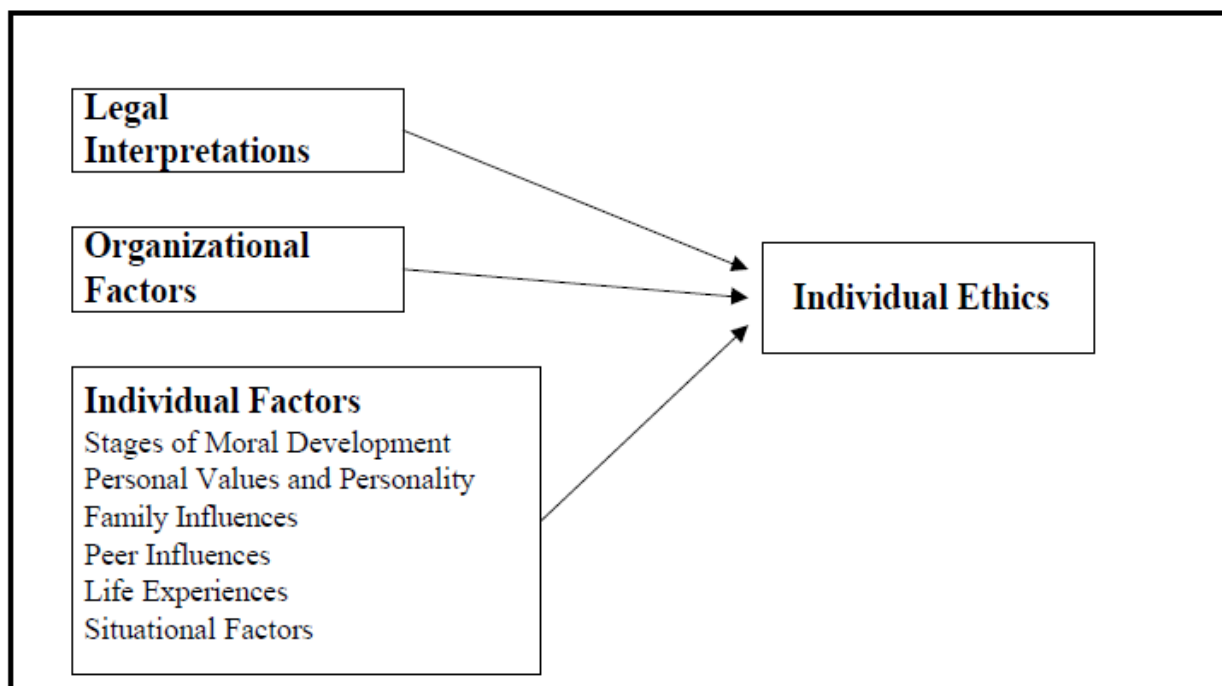 Legal
Interpretations
Organizational
Factors
Individual Factors
Stages of Moral Development
Personal Values and Personality
Family Influences
Peer Influences
Life Experiences
Situational Factors
Individual Ethics